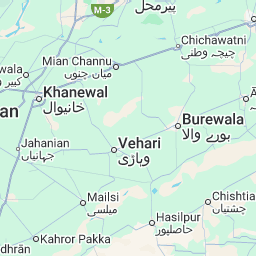 پیرمحل
M-3
Chichawatni
چیچہ وطنی
Mian Channu
میاں چنوں
Khanewal
خانیوال
Burewala
بورے والا
Jahanian
جہانیاں
Vehari
وہاڑی
Mailsi
میلسی
Chishtia
چشتیاں
Hasilpur
حاصلپور
Kahror Pakka